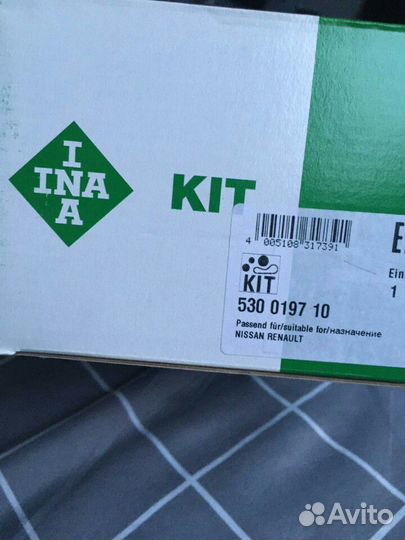 INA
INA
KIT
4 005108 317391
KIT
530 0197 10
Passend für/suitable for/назначение
NISSAN RENAULT
E
Ein
1
Avito